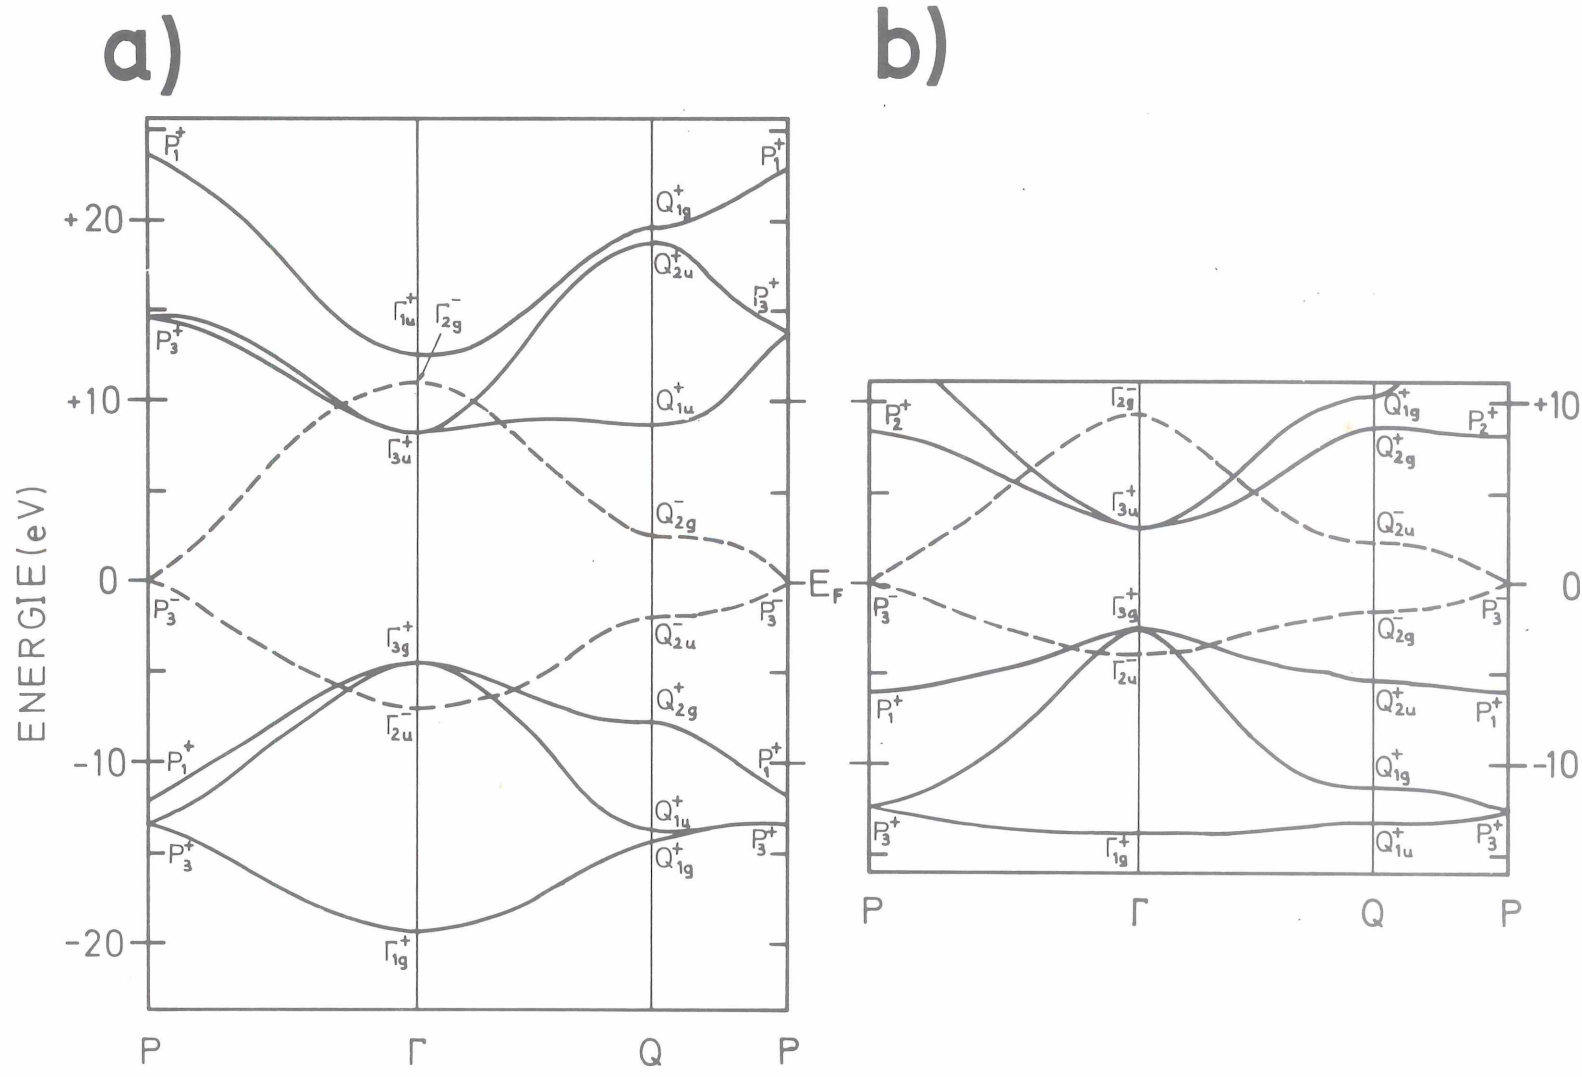 a)
b)
ENERGIE (eV)
+20
+10
0
-10
-20
P₁⁺
P₃⁺
P₃⁻
P₁⁺
P₃⁺
Γ₁ᵤ⁺
Γ₂g⁻
Γ₃ᵤ⁺
Γ₃g⁺
Γ₂ᵤ⁻
Γ₁g⁺
Q₁g⁺
Q₂ᵤ⁺
Q₁ᵤ⁺
Q₂g⁻
Q₂ᵤ⁻
Q₂g⁺
Q₁ᵤ⁺
Q₁g⁺
P₁⁺
P₃⁺
P₃⁻
P₁⁺
P₃⁺
P Γ Q P
E_F
P₂⁺
P₃⁻
P₁⁺
P₃⁺
Γ₂g⁻
Γ₃ᵤ⁺
Γ₃g⁺
Γ₂ᵤ⁻
Γ₁g⁺
Q₁g⁺
Q₂g⁺
Q₂ᵤ⁻
Q₂g⁻
Q₂ᵤ⁺
Q₁g⁺
Q₁ᵤ⁺
P₂⁺
P₃⁻
P₁⁺
P₃⁺
+10
0
-10
P Γ Q P